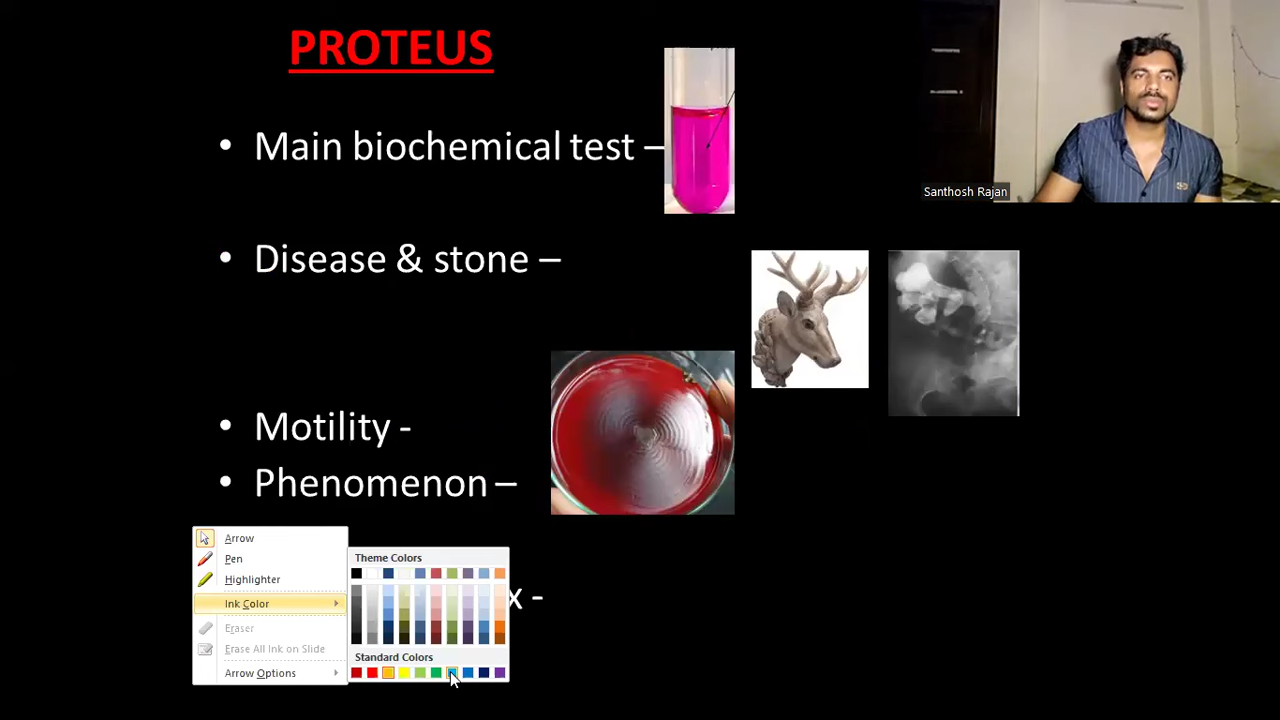 PROTEUS
• Main biochemical test –
Santhosh Rajan
• Disease & stone –
• Motility -
• Phenomenon –
x -
Arrow
Pen
Highlighter
Ink Color
Eraser
Erase All Ink on Slide
Arrow Options
Theme Colors
Standard Colors